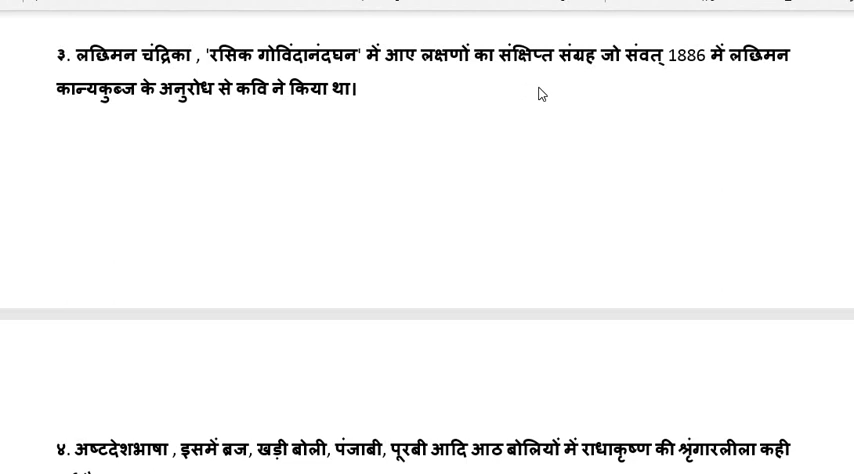 ३. लछिमन चंद्रिका , 'रसिक गोविंदानंदघन' में आए लक्षणों का संक्षिप्त संग्रह जो संवत् 1886 में लछिमन
कान्यकुब्ज के अनुरोध से कवि ने किया था।
४. अष्टदेशभाषा , इसमें ब्रज, खड़ी बोली, पंजाबी, पूरबी आदि आठ बोलियों में राधाकृष्ण की श्रृंगारलीला कही